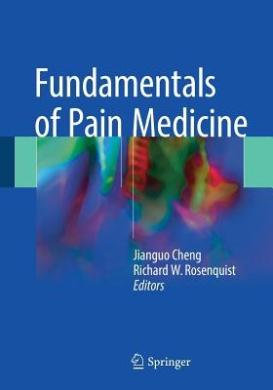 Fundamentals
of Pain Medicine
Jianguo Cheng
Richard W. Rosenquist
Editors
Springer